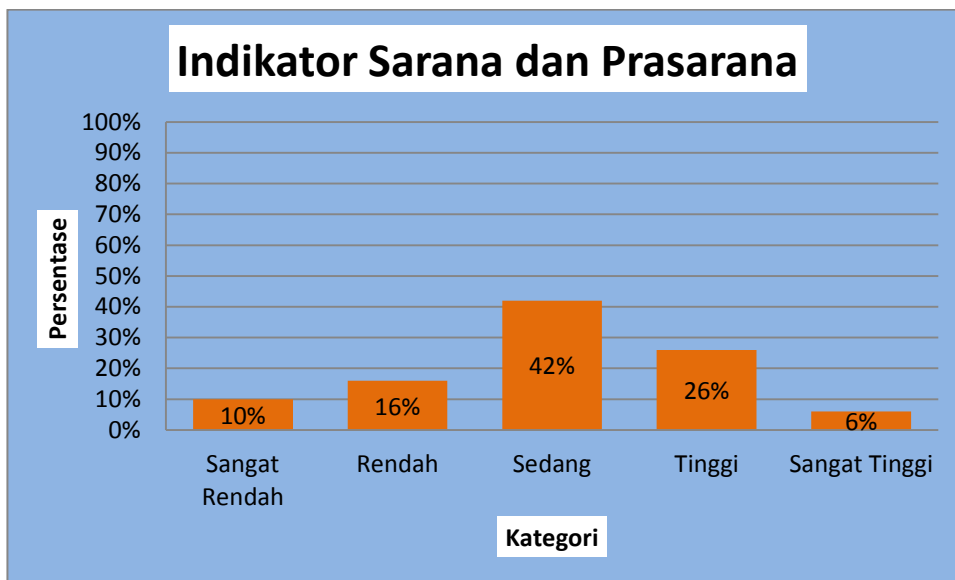 Indikator Sarana dan Prasarana
100%
90%
80%
70%
60%
50%
40%
30%
20%
10%
0%
Persentase
10%
16%
42%
26%
6%
Sangat
Rendah
Rendah
Sedang
Tinggi
Sangat Tinggi
Kategori